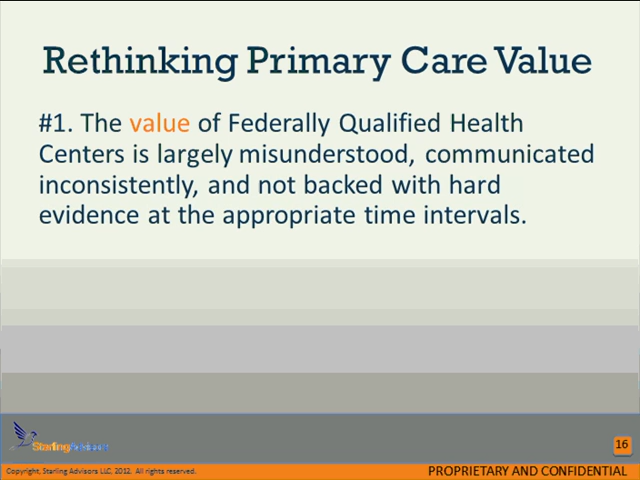 Rethinking Primary Care Value
#1. The value of Federally Qualified Health
Centers is largely misunderstood, communicated
inconsistently, and not backed with hard
evidence at the appropriate time intervals.
StarlingAdvisors
16
Copyright. Starling Advisors LLC, 2012. All rights reserved.
PROPRIETARY AND CONFIDENTIAL